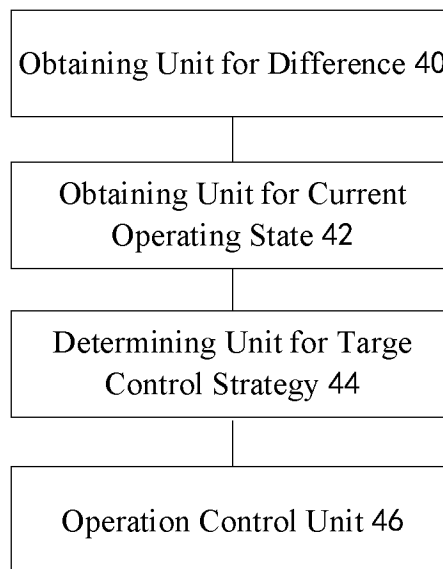 Obtaining Unit for Difference 40
Obtaining Unit for Current
Operating State 42
Determining Unit for Targe
Control Strategy 44
Operation Control Unit 46